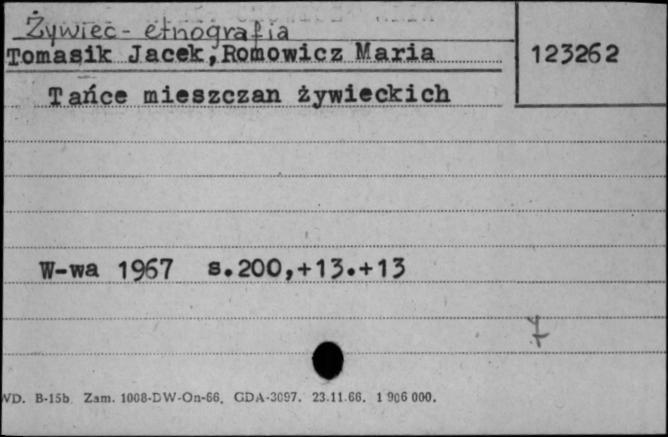 Żywiec - etnografia
Tomasik Jacek,Romowicz Maria
123262
Tańce mieszczan żywieckich
W-wa 1967 s.200,+13.+13
WD. B-15b. Zam. 1008-DW-On-66. GDA-3097. 23.11.66. 1 906 000.